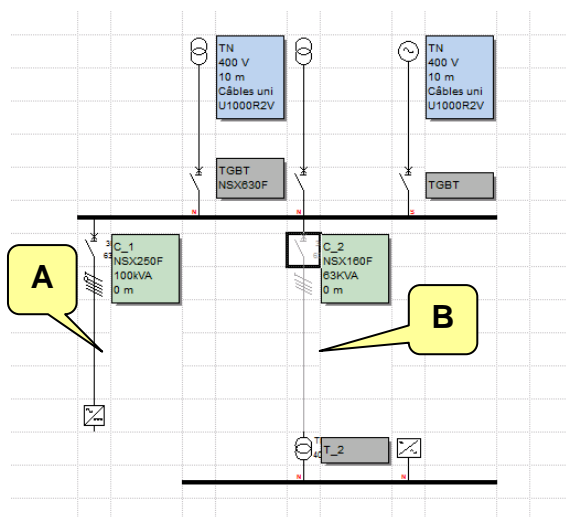 TN
400 V
10 m
Câbles uni
U1000R2V
TN
400 V
10 m
Câbles uni
U1000R2V
TGBT
NSX630F
TGBT
N
N
S
C_1
NSX250F
100kVA
0 m
C_2
NSX160F
63KVA
0 m
A
B
T_2
N
N